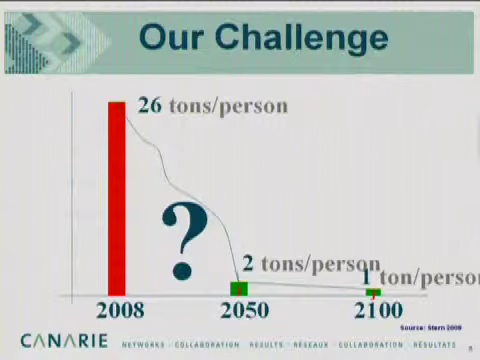 Our Challenge
26 tons/person
?
2 tons/person
1 ton/perso
2008
2050
2100
Source: Stern 2008
CANARIE
NETWORKS · COLLABORATION · RESULTS · RÉSEAUX · COLLABORATION · RÉSULTATS